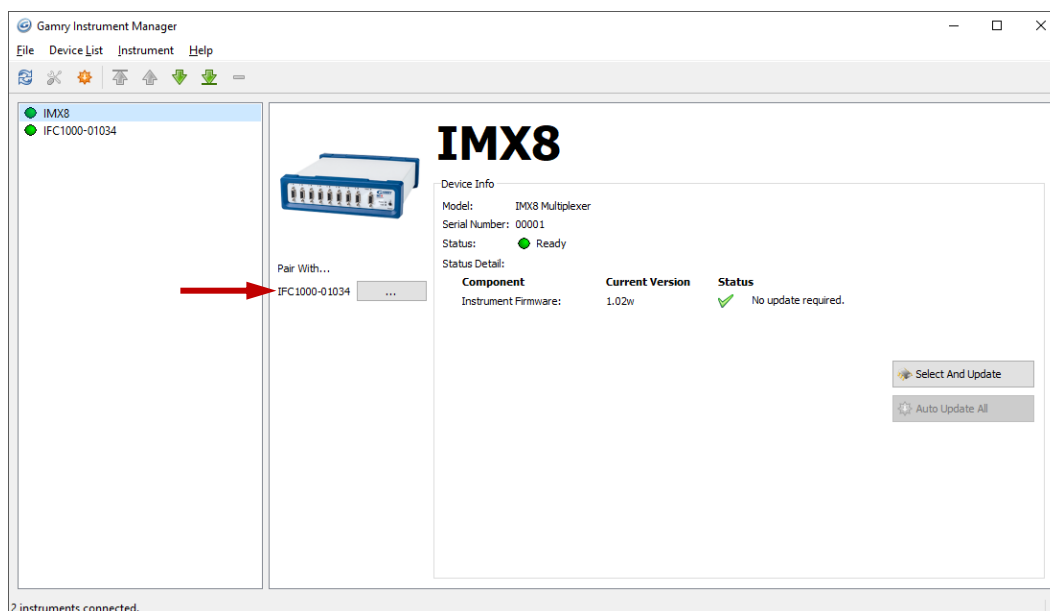 Gamry Instrument Manager
File Device List Instrument Help
IMX8
IFC1000-01034
IMX8
Device Info
Model: IMX8 Multiplexer
Serial Number: 00001
Status: Ready
Status Detail:
Component Current Version Status
Instrument Firmware: 1.02w No update required.
Pair With...
IFC1000-01034 ...
Select And Update
Auto Update All
2 instruments connected.